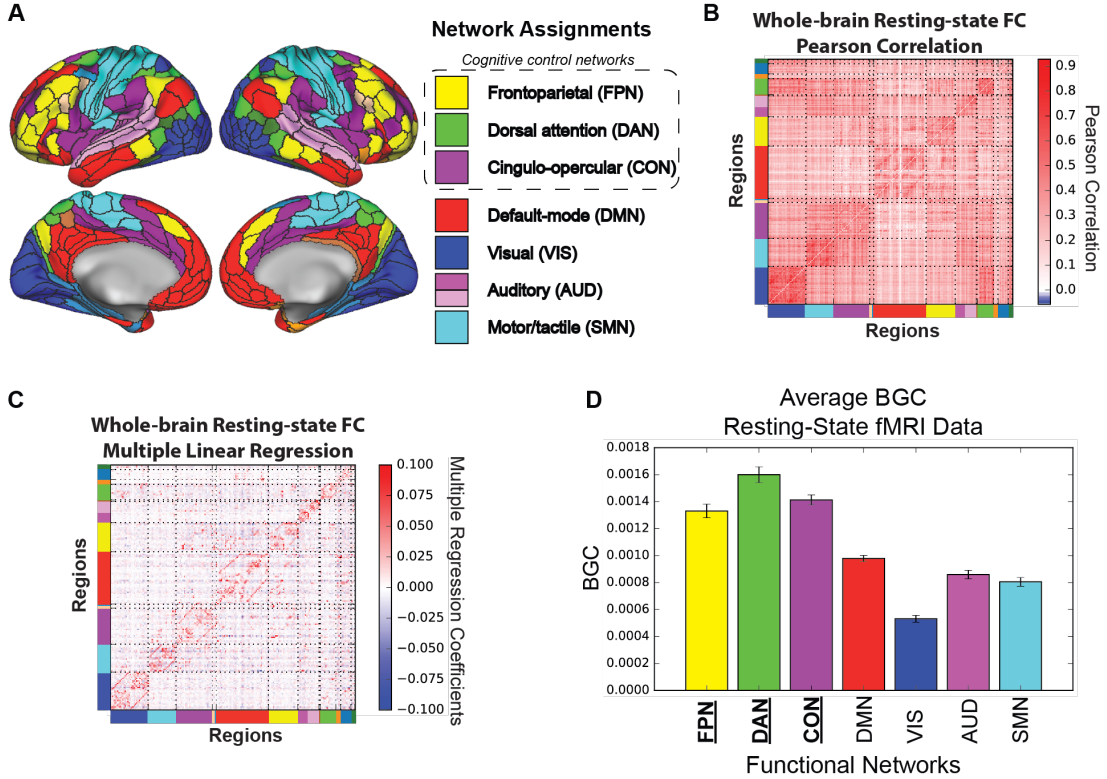 A
Network Assignments
Cognitive control networks
Frontoparietal (FPN)
Dorsal attention (DAN)
Cingulo-opercular (CON)
Default-mode (DMN)
Visual (VIS)
Auditory (AUD)
Motor/tactile (SMN)
B
Whole-brain Resting-state FC
Pearson Correlation
Regions
Regions
0.9
0.8
0.7
0.6
0.5
0.4
0.3
0.2
0.1
0.0
Pearson Correlation
C
Whole-brain Resting-state FC
Multiple Linear Regression
Regions
Regions
0.100
0.075
0.050
0.025
0.000
−0.025
−0.050
−0.075
−0.100
Multiple Regression Coefficients
D
Average BGC
Resting-State fMRI Data
BGC
0.0018
0.0016
0.0014
0.0012
0.0010
0.0008
0.0006
0.0004
0.0002
0.0000
FPN
DAN
CON
DMN
VIS
AUD
SMN
Functional Networks